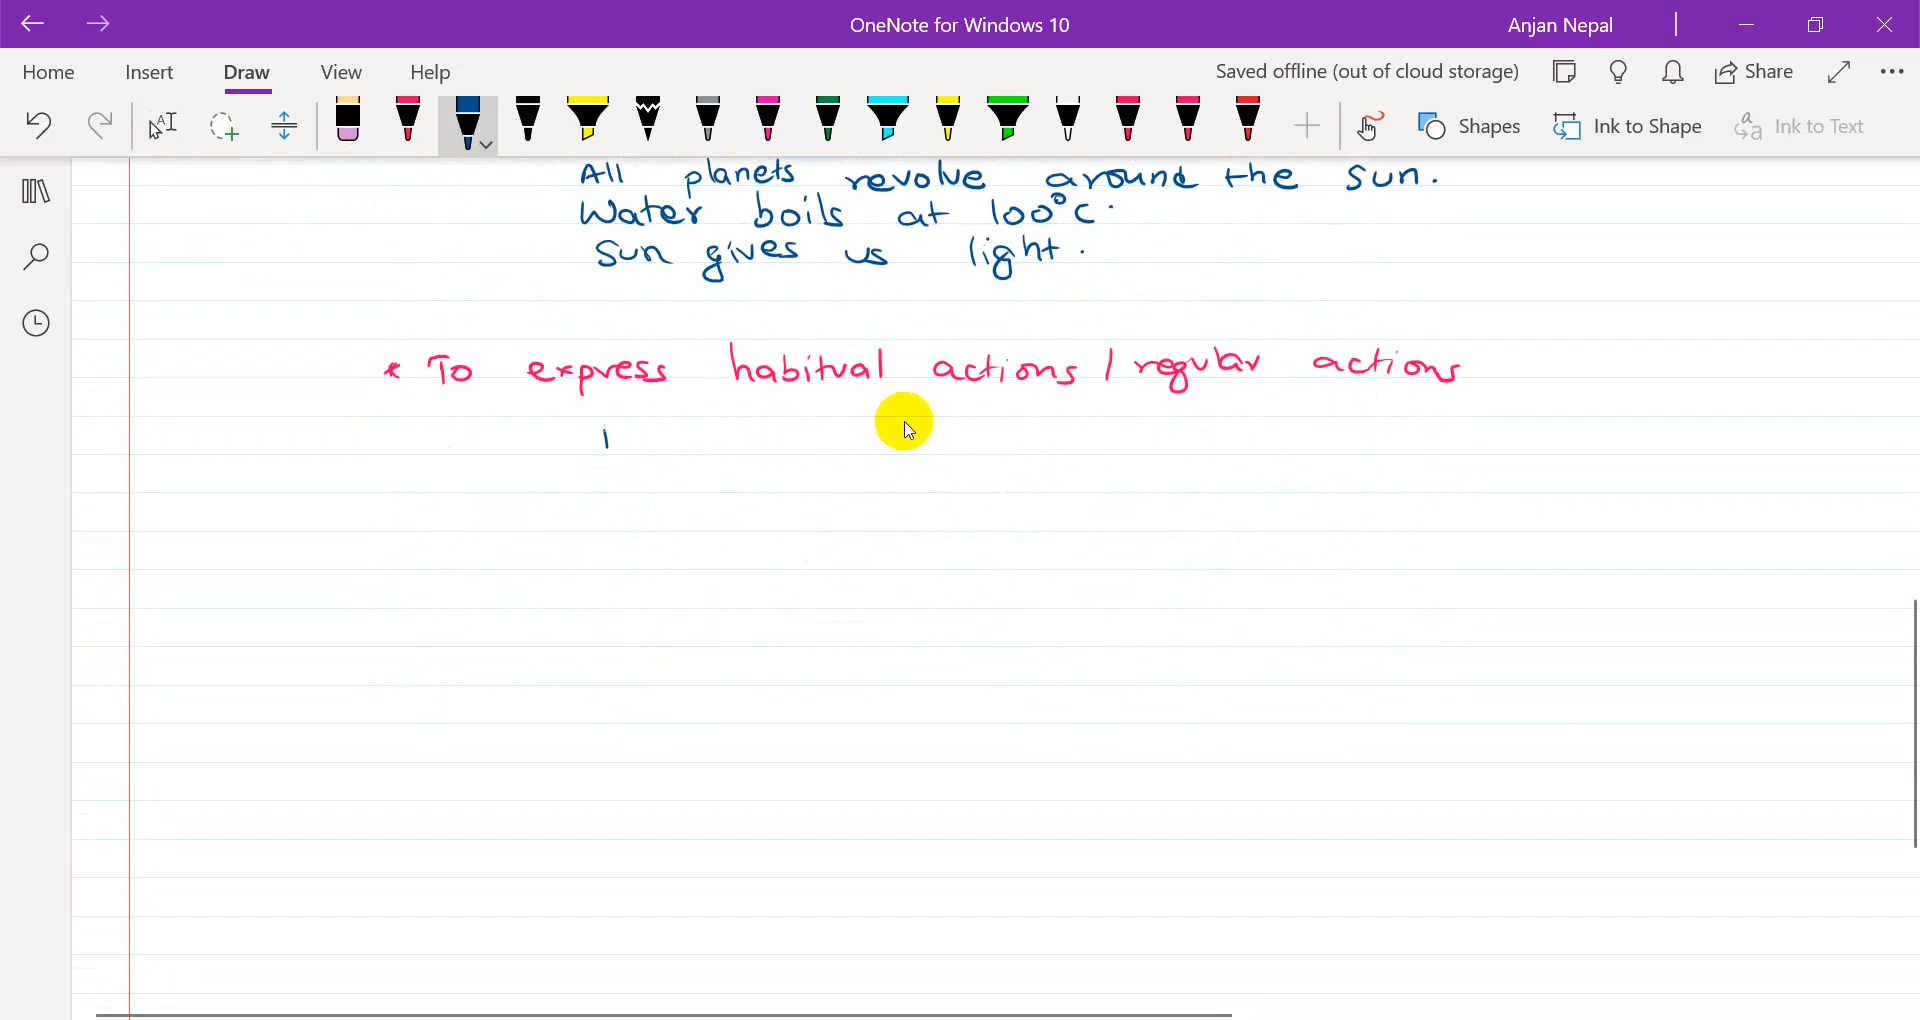 OneNote for Windows 10 Anjan Nepal
Home Insert Draw View Help Saved offline (out of cloud storage) Share
Shapes Ink to Shape Ink to Text
All planets revolve around the sun.
Water boils at 100°C.
Sun gives us light.
* To express habitual actions / regular actions
I